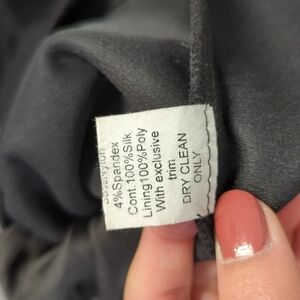 4%Spandex
Cont.100%Silk
Lining100%Poly
With exclusive
trim
DRY CLEAN
ONLY